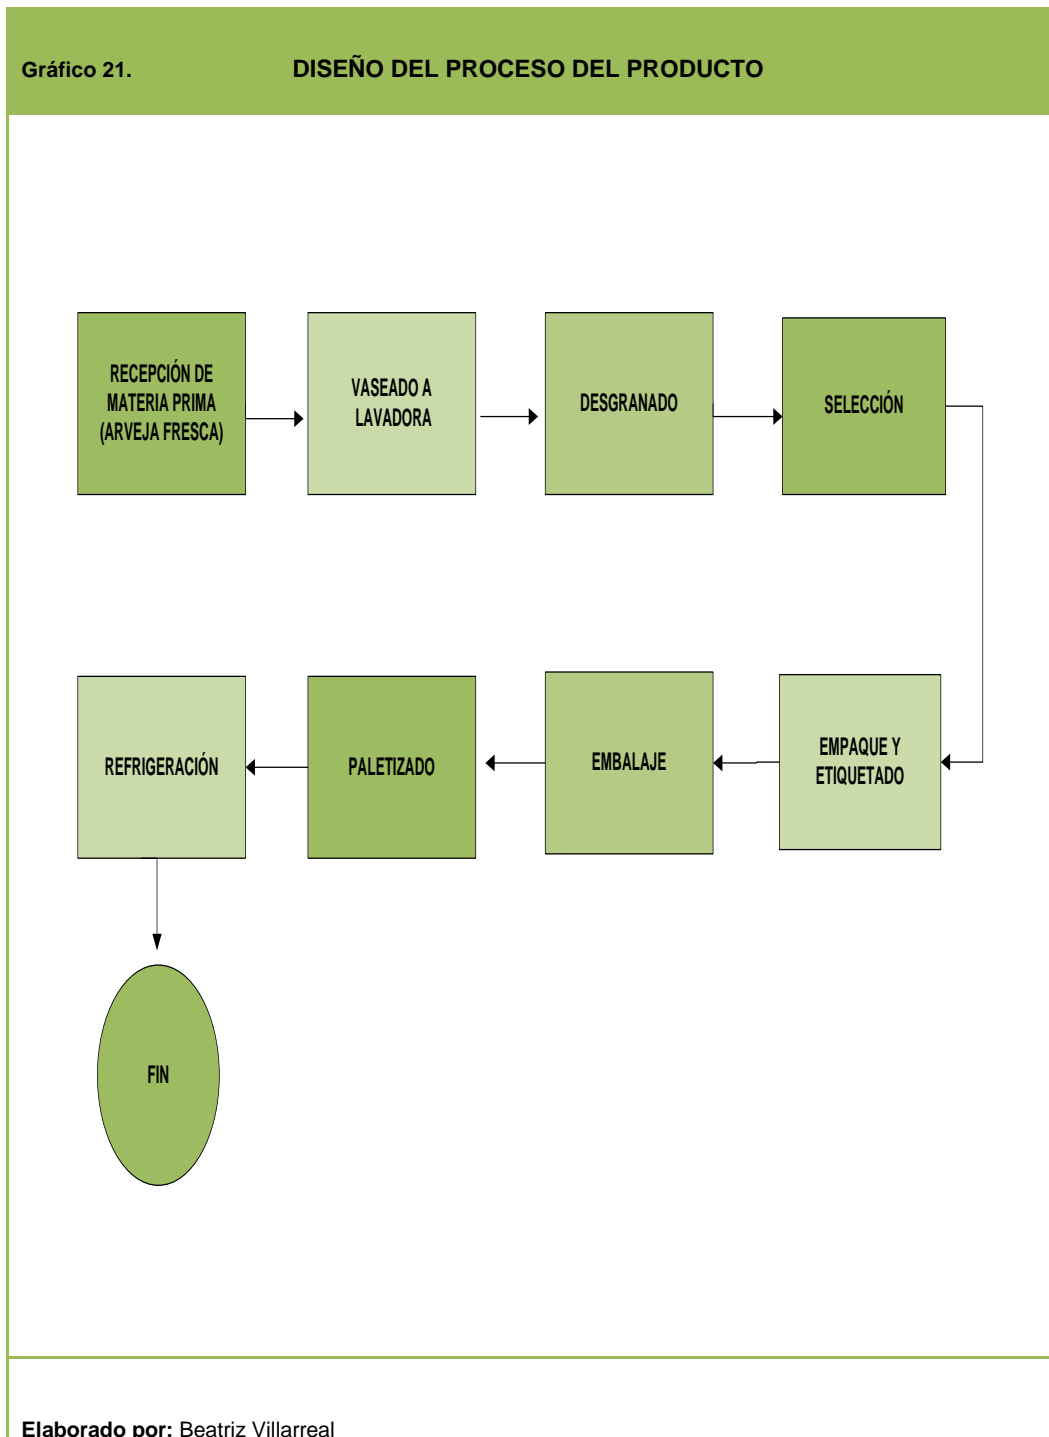 Gráfico 21. DISEÑO DEL PROCESO DEL PRODUCTO
RECEPCIÓN DE
MATERIA PRIMA
(ARVEJA FRESCA)
VASEADO A
LAVADORA
DESGRANADO
SELECCIÓN
EMPAQUE Y
ETIQUETADO
EMBALAJE
PALETIZADO
REFRIGERACIÓN
FIN
Elaborado por: Beatriz Villarreal